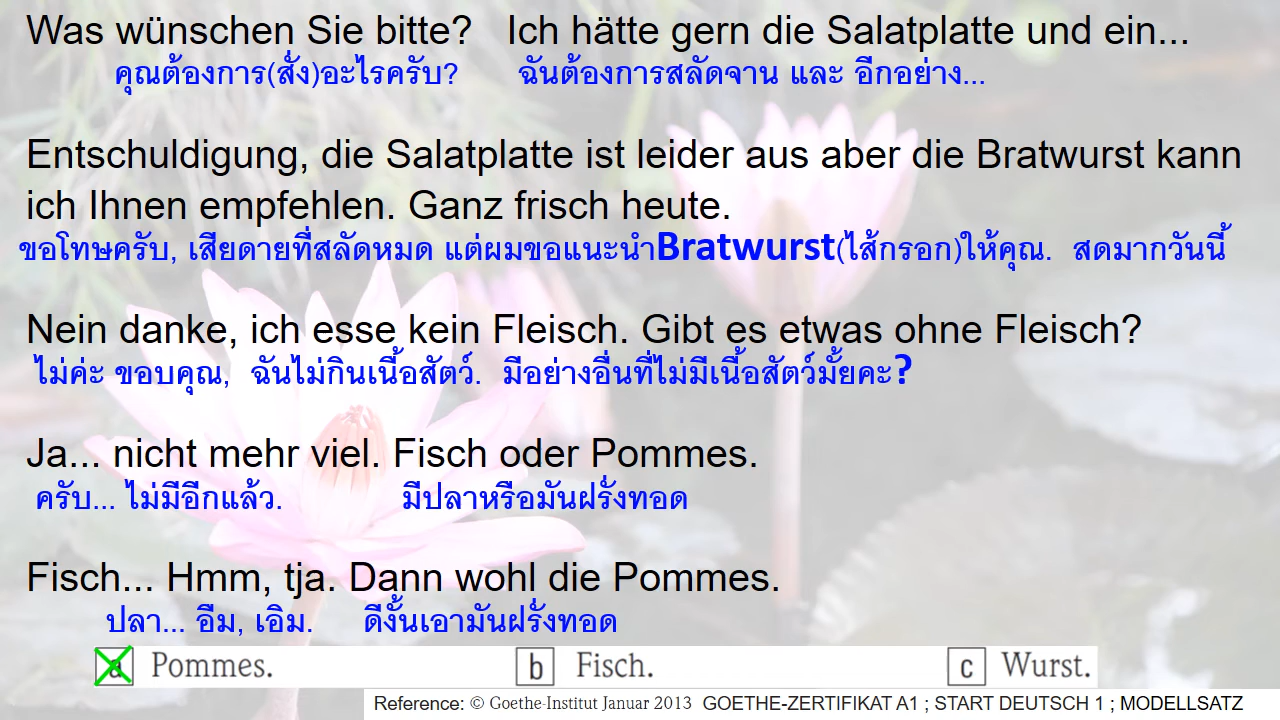 Was wünschen Sie bitte? Ich hätte gern die Salatplatte und ein...
คุณต้องการ(สั่ง)อะไรครับ? ฉันต้องการสลัดจาน และ อีกอย่าง...
Entschuldigung, die Salatplatte ist leider aus aber die Bratwurst kann
ich Ihnen empfehlen. Ganz frisch heute.
ขอโทษครับ, เสียดายที่สลัดหมด แต่ผมขอแนะนำBratwurst(ไส้กรอก)ให้คุณ. สดมากวันนี้
Nein danke, ich esse kein Fleisch. Gibt es etwas ohne Fleisch?
ไม่ค่ะ ขอบคุณ, ฉันไม่กินเนื้อสัตว์. มีอย่างอื่นที่ไม่มีเนื้อสัตว์มั้ยคะ?
Ja... nicht mehr viel. Fisch oder Pommes.
ครับ... ไม่มีอีกแล้ว. มีปลาหรือมันฝรั่งทอด
Fisch... Hmm, tja. Dann wohl die Pommes.
ปลา... อืม, เอิม. ดีงั้นเอามันฝรั่งทอด
a Pommes. b Fisch. c Wurst.
Reference: © Goethe-Institut Januar 2013 GOETHE-ZERTIFIKAT A1 ; START DEUTSCH 1 ; MODELLSATZ